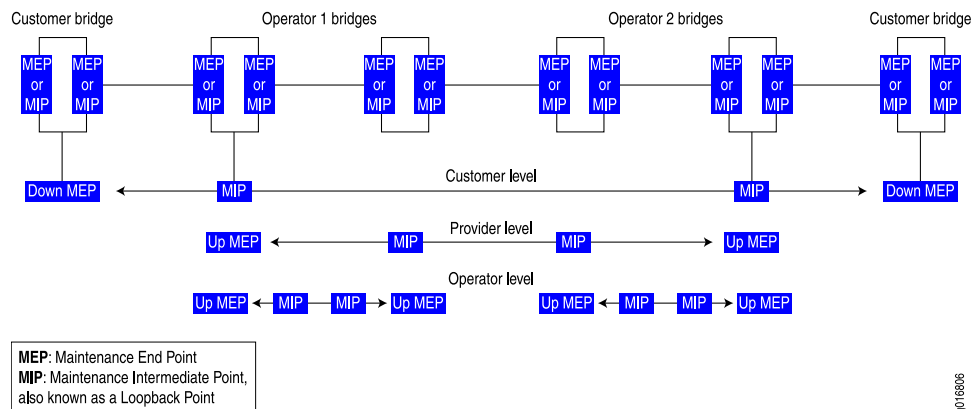 Customer bridge Operator 1 bridges Operator 2 bridges Customer bridge
MEP MEP MEP MEP MEP MEP MEP MEP MEP MEP MEP MEP
or or or or or or or or or or or or
MIP MIP MIP MIP MIP MIP MIP MIP MIP MIP MIP MIP
Customer level
Down MEP MIP MIP Down MEP
Provider level
Up MEP MIP MIP Up MEP
Operator level
Up MEP MIP MIP Up MEP Up MEP MIP MIP Up MEP
MEP: Maintenance End Point
MIP: Maintenance Intermediate Point,
also known as a Loopback Point